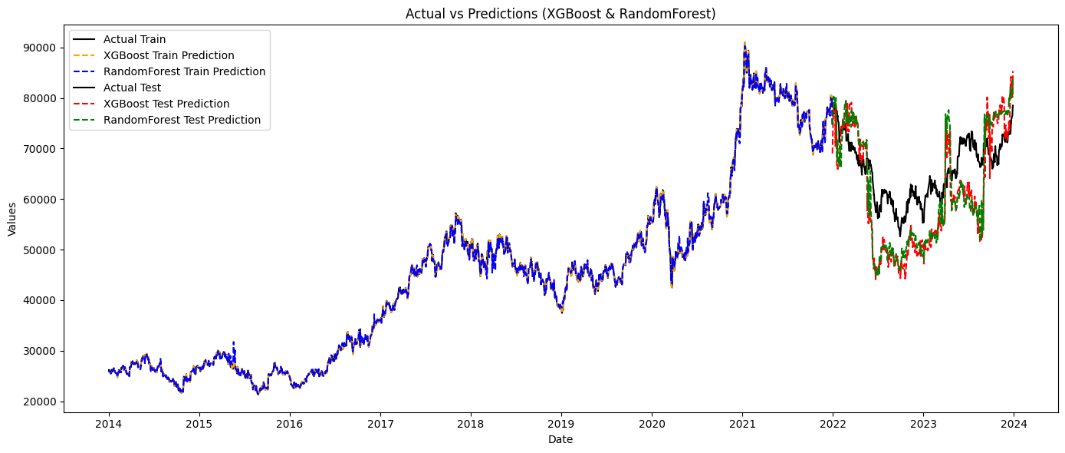 Actual vs Predictions (XGBoost & RandomForest)
Actual Train
XGBoost Train Prediction
RandomForest Train Prediction
Actual Test
XGBoost Test Prediction
RandomForest Test Prediction
90000
80000
70000
60000
50000
40000
30000
20000
Values
2014 2015 2016 2017 2018 2019 2020 2021 2022 2023 2024
Date